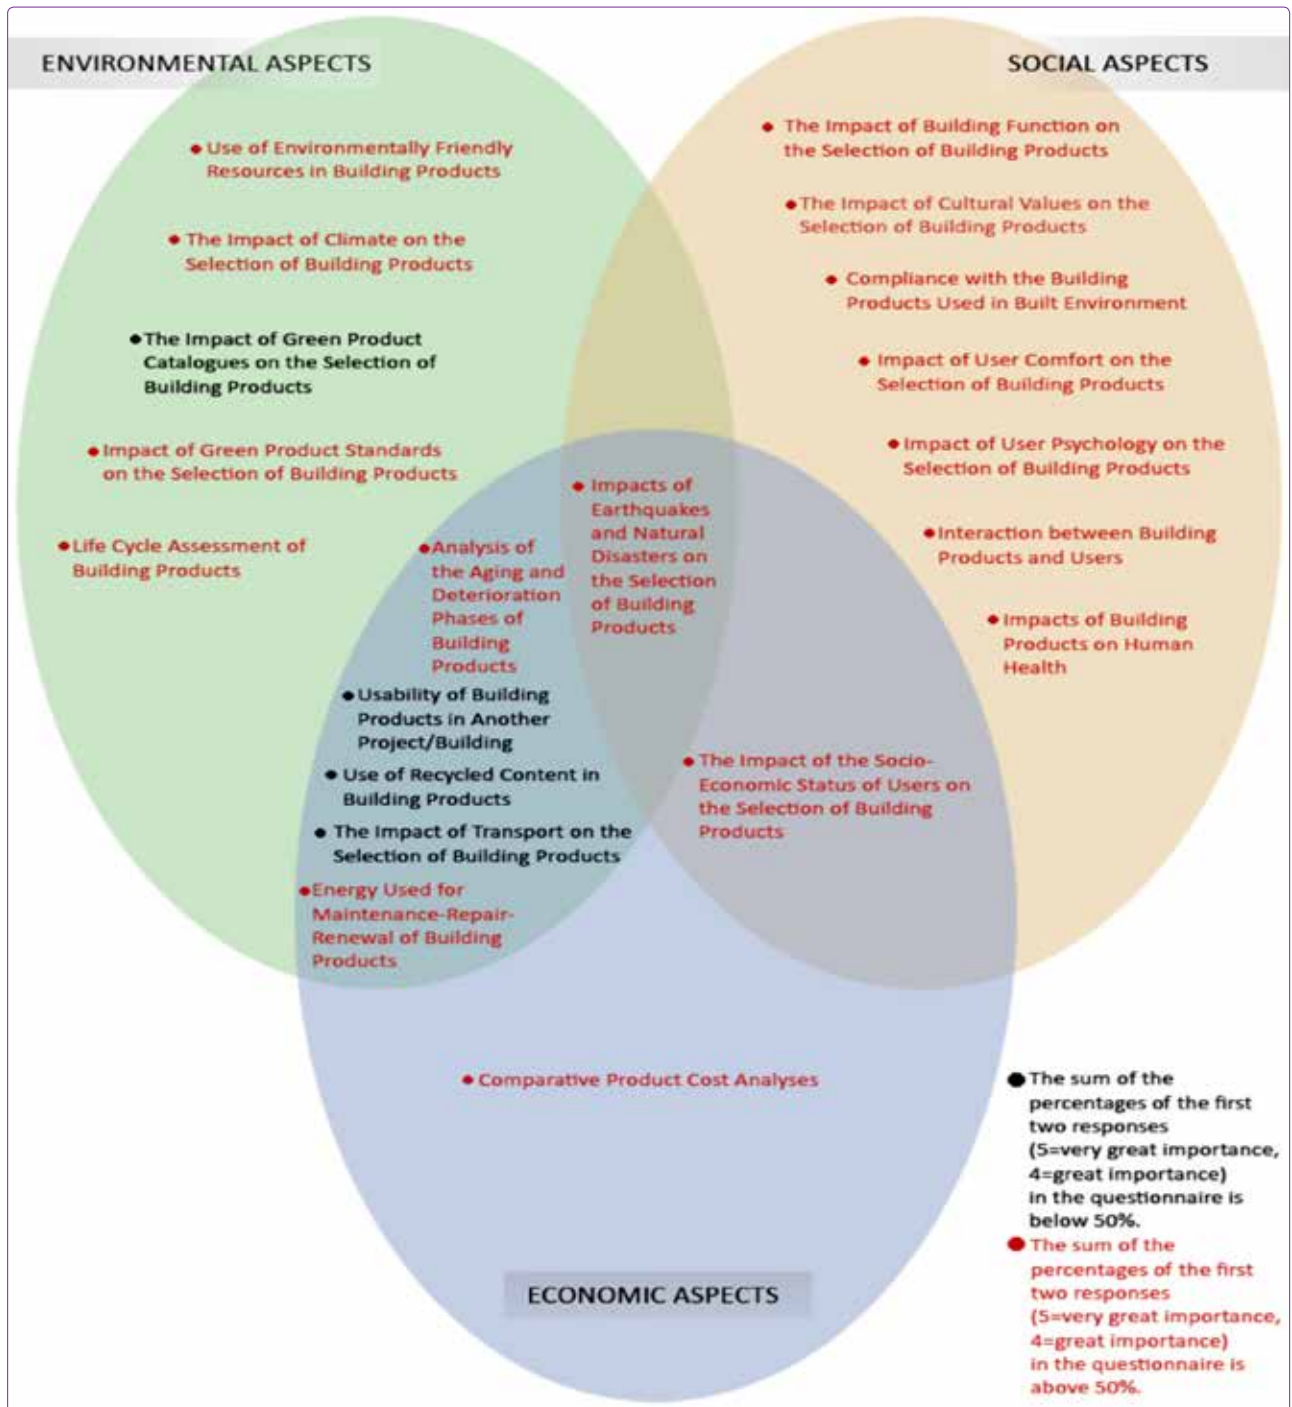 ENVIRONMENTAL ASPECTS
SOCIAL ASPECTS
● Use of Environmentally Friendly
Resources in Building Products
● The Impact of Climate on the
Selection of Building Products
● The Impact of Green Product
Catalogues on the Selection of
Building Products
● Impact of Green Product Standards
on the Selection of Building Products
● Life Cycle Assessment of
Building Products
● The Impact of Building Function on
the Selection of Building Products
● The Impact of Cultural Values on the
Selection of Building Products
● Compliance with the Building
Products Used in Built Environment
● Impact of User Comfort on the
Selection of Building Products
● Impact of User Psychology on the
Selection of Building Products
● Interaction between Building
Products and Users
● Impacts of Building
Products on Human
Health
● Impacts of
Earthquakes
and Natural
Disasters on
the Selection
of Building
Products
● Analysis of
the Aging and
Deterioration
Phases of
Building
Products
● Usability of Building
Products in Another
Project/Building
● Use of Recycled Content in
Building Products
● The Impact of Transport on the
Selection of Building Products
● Energy Used for
Maintenance-Repair-
Renewal of Building
Products
● The Impact of the Socio-
Economic Status of Users on
the Selection of Building
Products
● Comparative Product Cost Analyses
ECONOMIC ASPECTS
● The sum of the
percentages of the first
two responses
(5=very great importance,
4=great importance)
in the questionnaire is
below 50%.
● The sum of the
percentages of the first
two responses
(5=very great importance,
4=great importance)
in the questionnaire is
above 50%.